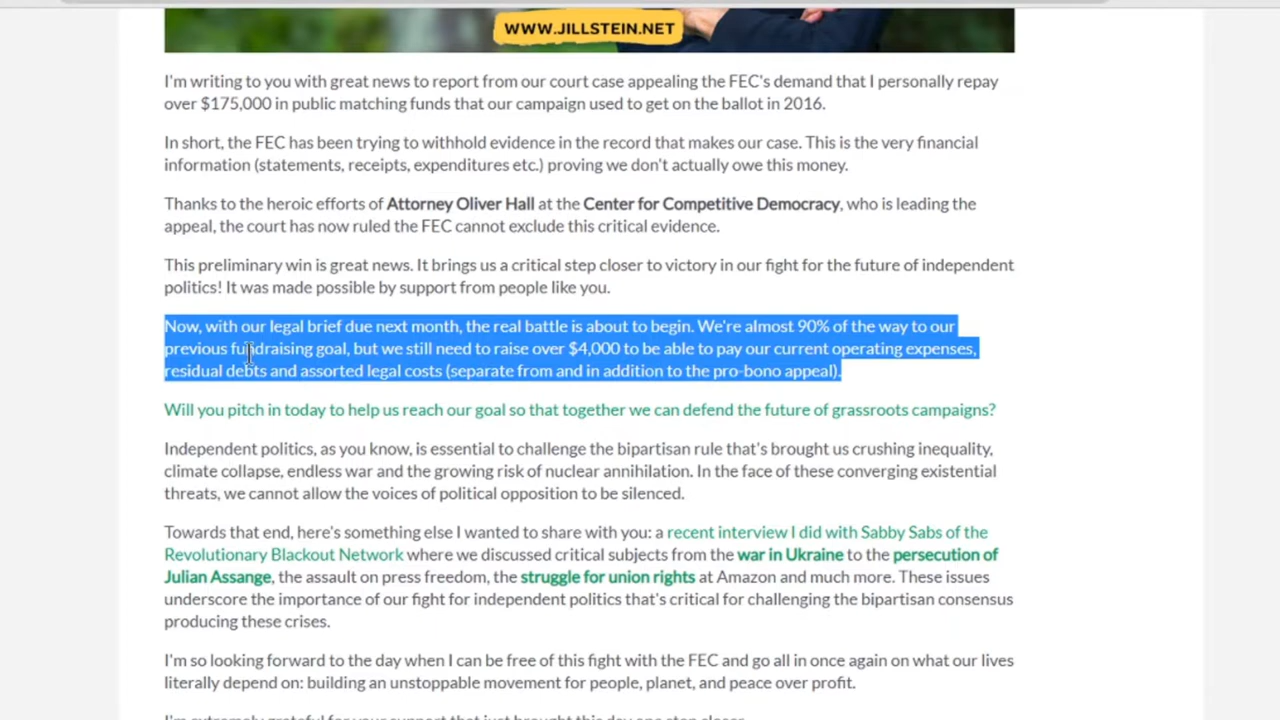 WWW.JILLSTEIN.NET
I'm writing to you with great news to report from our court case appealing the FEC's demand that I personally repay
over $175,000 in public matching funds that our campaign used to get on the ballot in 2016.
In short, the FEC has been trying to withhold evidence in the record that makes our case. This is the very financial
information (statements, receipts, expenditures etc.) proving we don't actually owe this money.
Thanks to the heroic efforts of Attorney Oliver Hall at the Center for Competitive Democracy, who is leading the
appeal, the court has now ruled the FEC cannot exclude this critical evidence.
This preliminary win is great news. It brings us a critical step closer to victory in our fight for the future of independent
politics! It was made possible by support from people like you.
Now, with our legal brief due next month, the real battle is about to begin. We're almost 90% of the way to our
previous fundraising goal, but we still need to raise over $4,000 to be able to pay our current operating expenses,
residual debts and assorted legal costs (separate from and in addition to the pro-bono appeal).
Will you pitch in today to help us reach our goal so that together we can defend the future of grassroots campaigns?
Independent politics, as you know, is essential to challenge the bipartisan rule that's brought us crushing inequality,
climate collapse, endless war and the growing risk of nuclear annihilation. In the face of these converging existential
threats, we cannot allow the voices of political opposition to be silenced.
Towards that end, here's something else I wanted to share with you: a recent interview I did with Sabby Sabs of the
Revolutionary Blackout Network where we discussed critical subjects from the war in Ukraine to the persecution of
Julian Assange, the assault on press freedom, the struggle for union rights at Amazon and much more. These issues
underscore the importance of our fight for independent politics that's critical for challenging the bipartisan consensus
producing these crises.
I'm so looking forward to the day when I can be free of this fight with the FEC and go all in once again on what our lives
literally depend on: building an unstoppable movement for people, planet, and peace over profit.